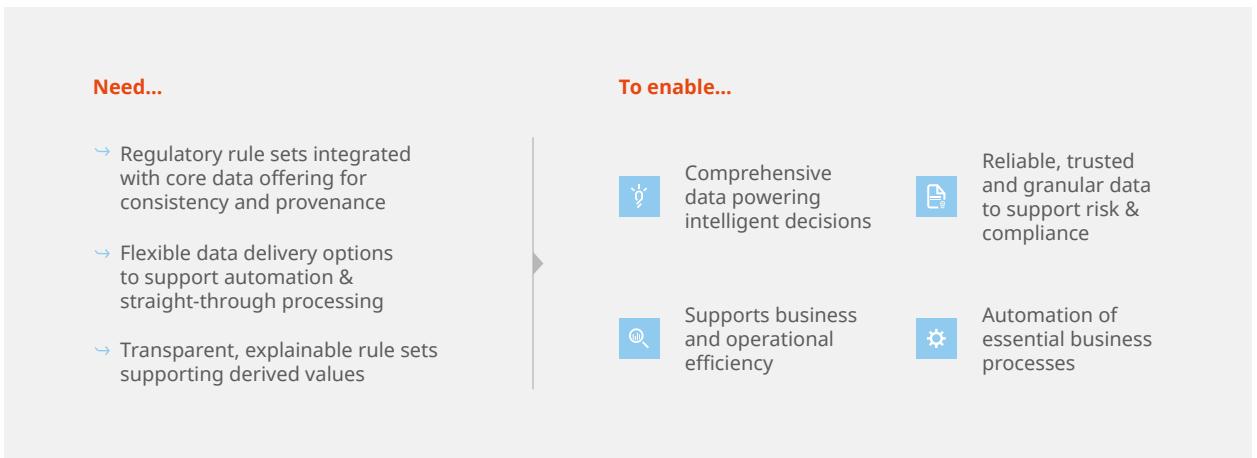 Need...
Regulatory rule sets integrated
with core data offering for
consistency and provenance
Flexible data delivery options
to support automation &
straight-through processing
Transparent, explainable rule sets
supporting derived values
To enable...
Comprehensive
data powering
intelligent decisions
Reliable, trusted
and granular data
to support risk &
compliance
Supports business
and operational
efficiency
Automation of
essential business
processes